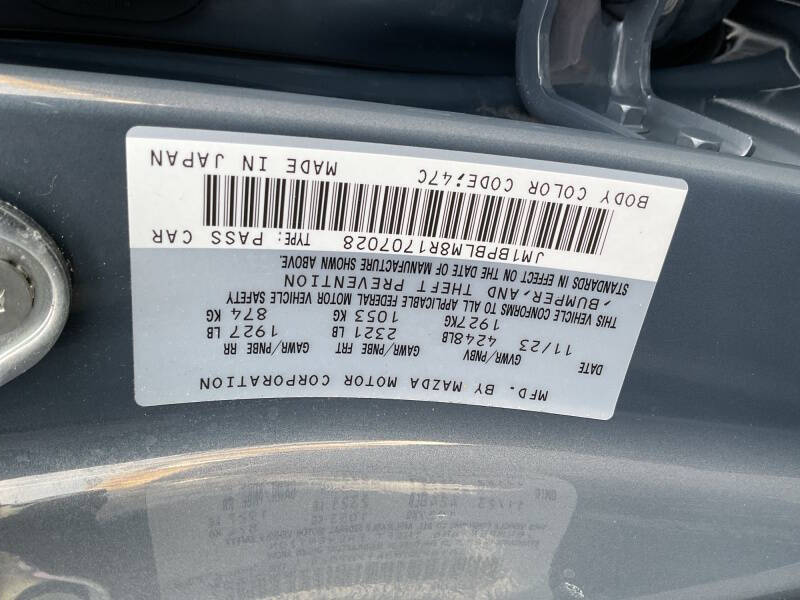 MFD. BY MAZDA MOTOR CORPORATION
DATE GVWR/PNBV GAWR/PNBE FRT GAWR/PNBE RR
11/23 4248LB 2321 LB 1927 LB
1927KG 1053 KG 874 KG
THIS VEHICLE CONFORMS TO ALL APPLICABLE FEDERAL MOTOR VEHICLE SAFETY
, BUMPER, AND THEFT PREVENTION
STANDARDS IN EFFECT ON THE DATE OF MANUFACTURE SHOWN ABOVE.
JM1BPBLM8R1707028 TYPE: PASS CAR
BODY COLOR CODE:47C MADE IN JAPAN